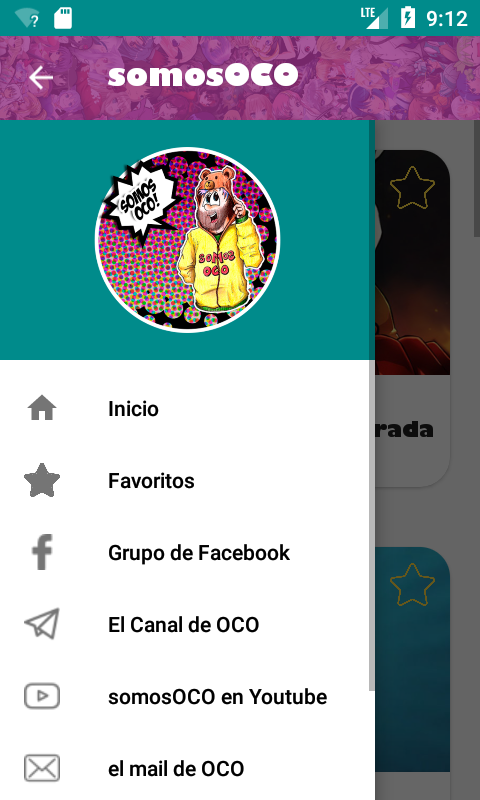 ?
LTE
9:12
somosOCO
SOMOS
OCO!
SOMOS
OCO
Inicio
Favoritos
rada
Grupo de Facebook
El Canal de OCO
somosOCO en Youtube
el mail de OCO